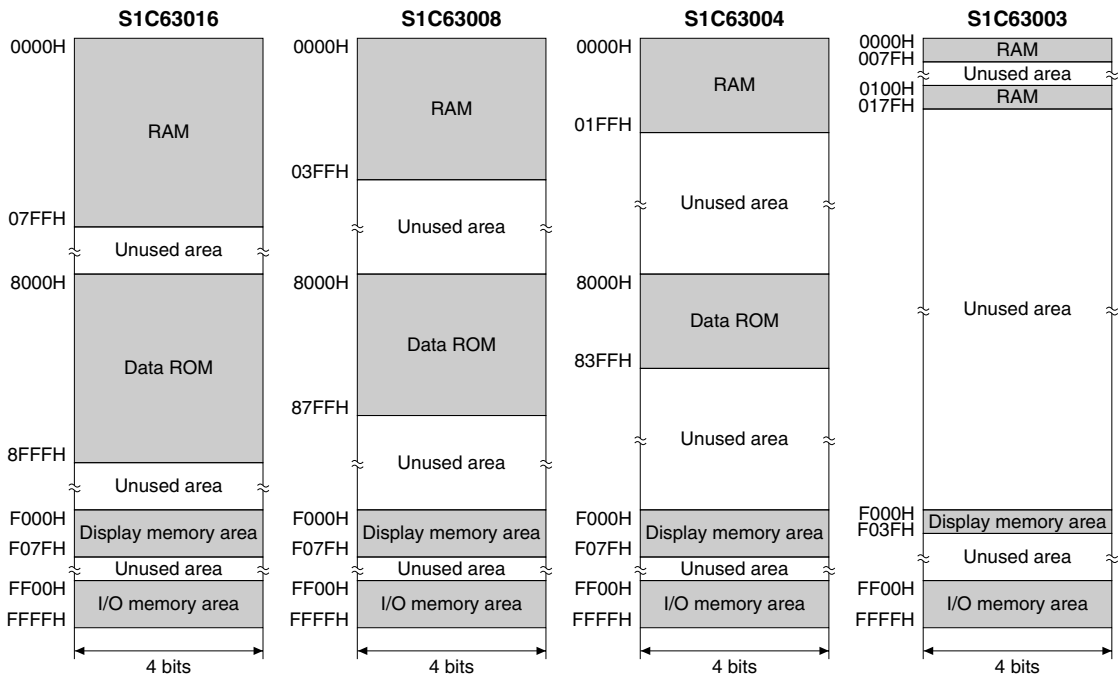 S1C63016
0000H
RAM
07FFH
Unused area
8000H
Data ROM
8FFFH
Unused area
F000H
Display memory area
F07FH
Unused area
FF00H
I/O memory area
FFFFH
4 bits
S1C63008
0000H
RAM
03FFH
Unused area
8000H
Data ROM
87FFH
Unused area
F000H
Display memory area
F07FH
Unused area
FF00H
I/O memory area
FFFFH
4 bits
S1C63004
0000H
RAM
01FFH
Unused area
8000H
Data ROM
83FFH
Unused area
F000H
Display memory area
F07FH
Unused area
FF00H
I/O memory area
FFFFH
4 bits
S1C63003
0000H
RAM
007FH
Unused area
0100H
RAM
017FH
Unused area
F000H
Display memory area
F03FH
Unused area
FF00H
I/O memory area
FFFFH
4 bits